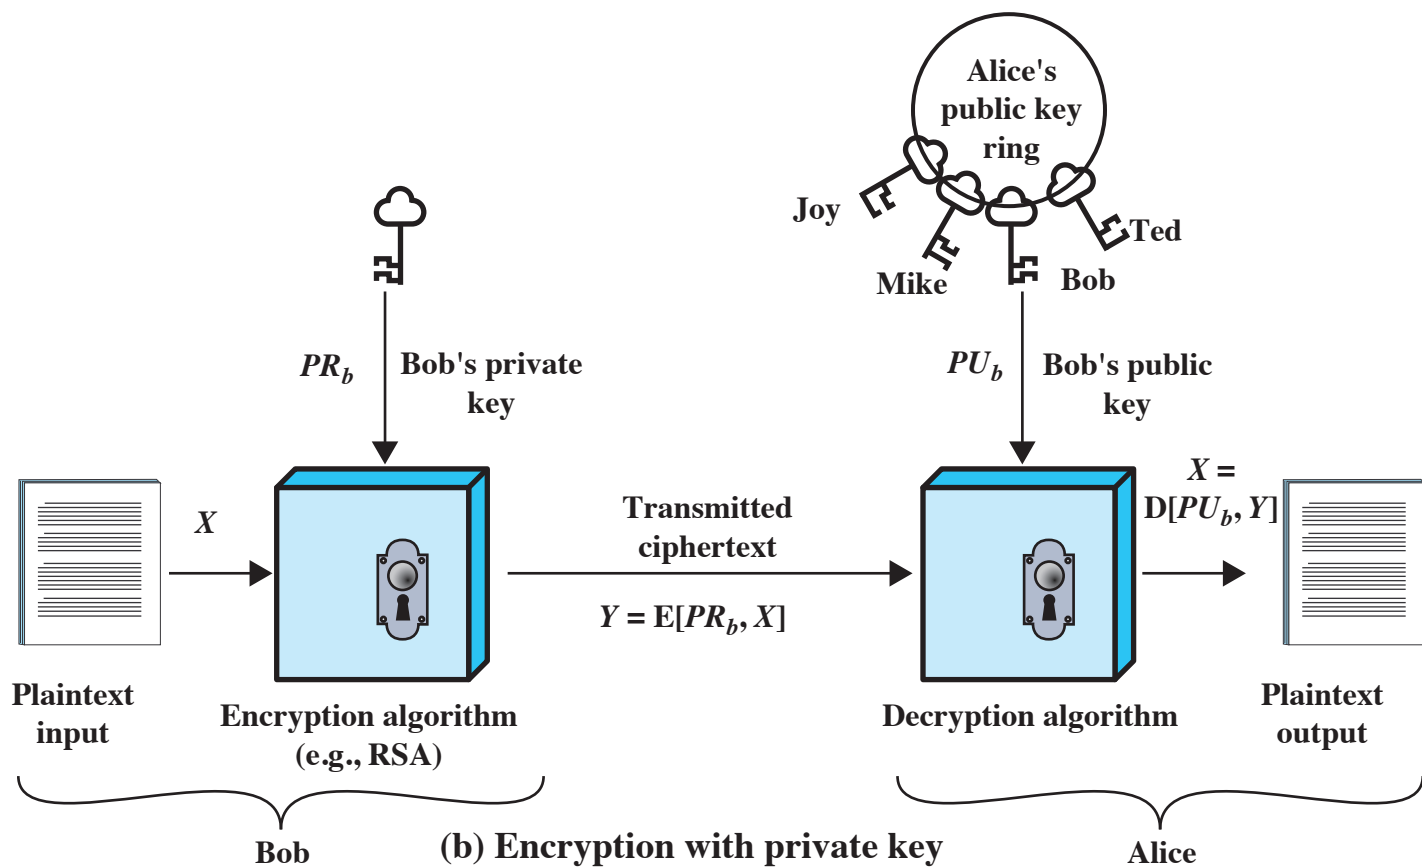 Alice's
public key
ring
Joy
Mike
Bob
Ted
PR_b
Bob's private
key
PU_b
Bob's public
key
X
Transmitted
ciphertext
Y = E[PR_b, X]
X =
D[PU_b, Y]
Plaintext
input
Encryption algorithm
(e.g., RSA)
Decryption algorithm
Plaintext
output
Bob
(b) Encryption with private key
Alice